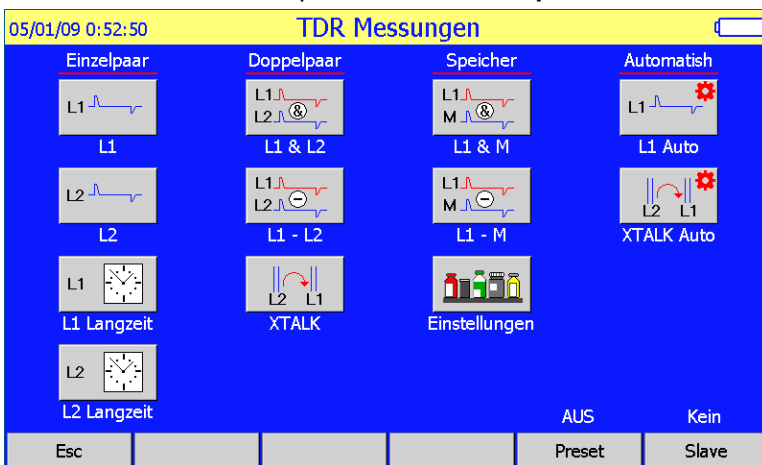 05/01/09 0:52:50 TDR Messungen
Einzelpaar Doppelpaar Speicher Automatish
L1 L1 L2 & L1 M & L1
L1 L1 & L2 L1 & M L1 Auto
L2 L1 L2 − L1 M − L2 L1
L2 L1 - L2 L1 - M XTALK Auto
L1 L2 L1
L1 Langzeit XTALK Einstellungen
L2
L2 Langzeit AUS Kein
Esc Preset Slave